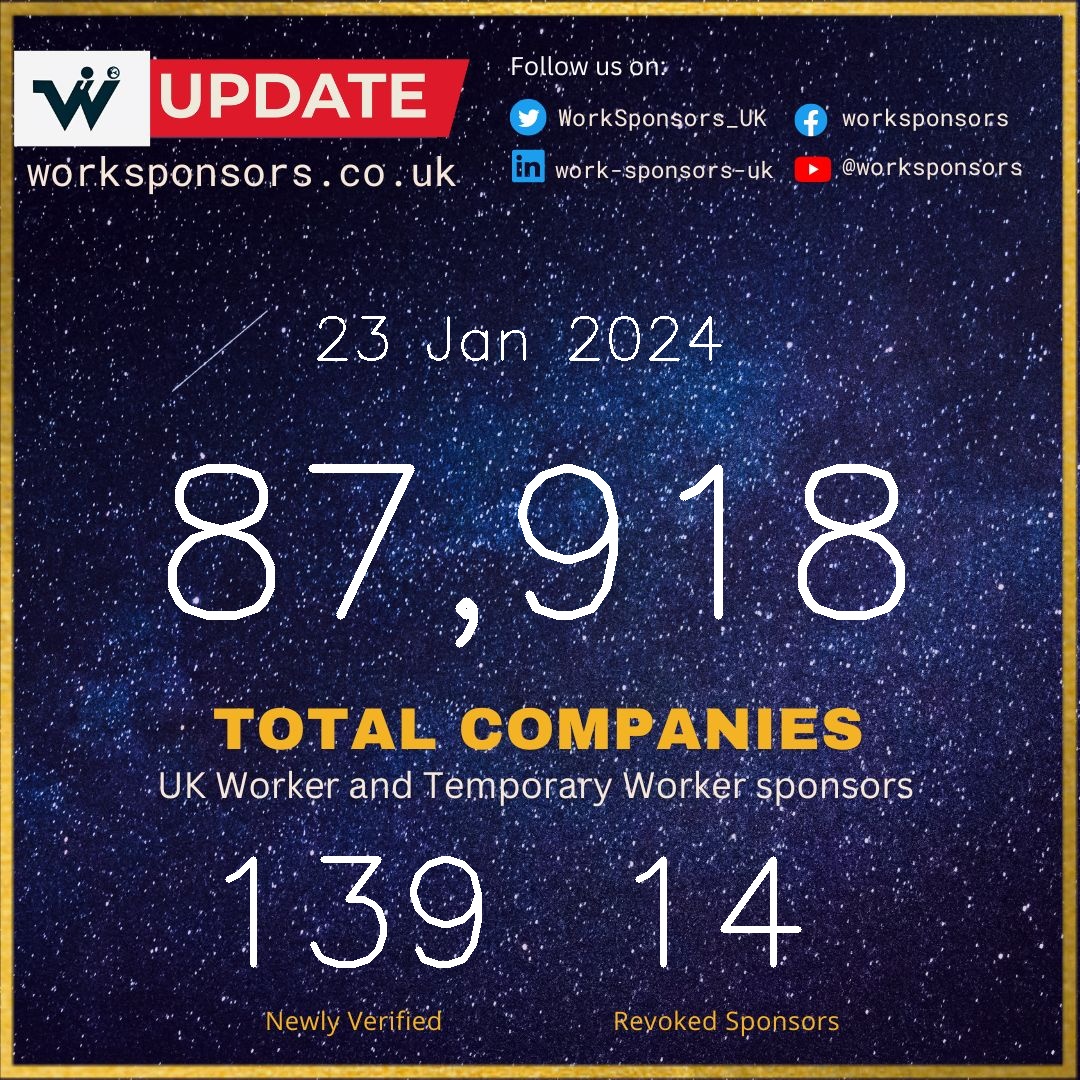 UPDATE
worksponsors.co.uk
Follow us on:
WorkSponsors_UK
worksponsors
work-sponsors-uk
@worksponsors
23 Jan 2024
87,918
TOTAL COMPANIES
UK Worker and Temporary Worker sponsors
139
14
Newly Verified
Revoked Sponsors